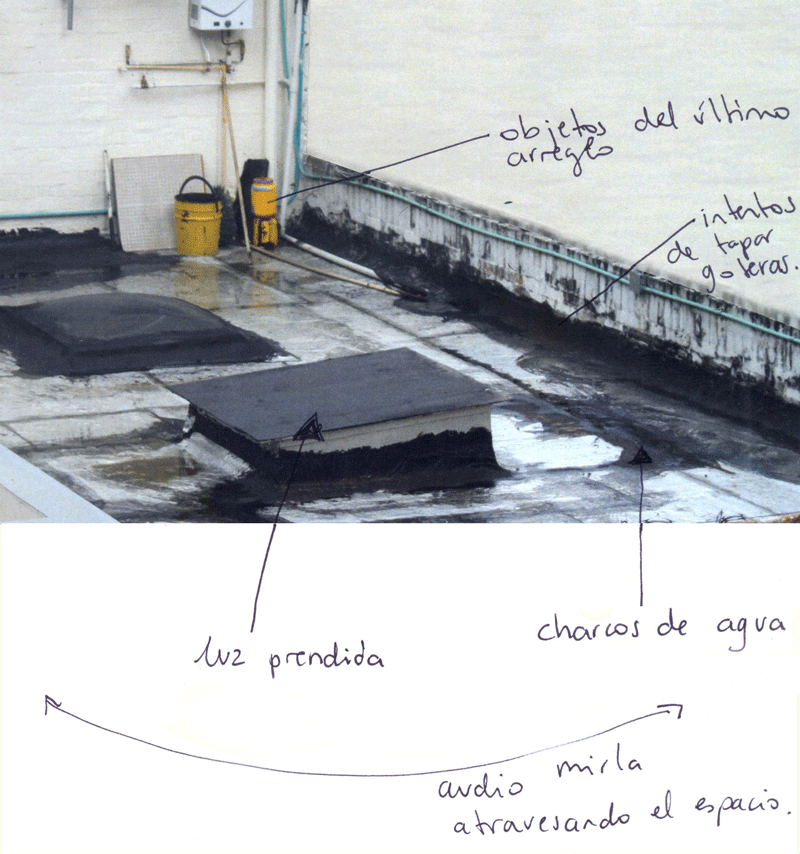 objetos del último
arreglo
intentos
de tapar
goteras.
luz prendida
charcos de agua
audio mirla
atravesando el espacio.